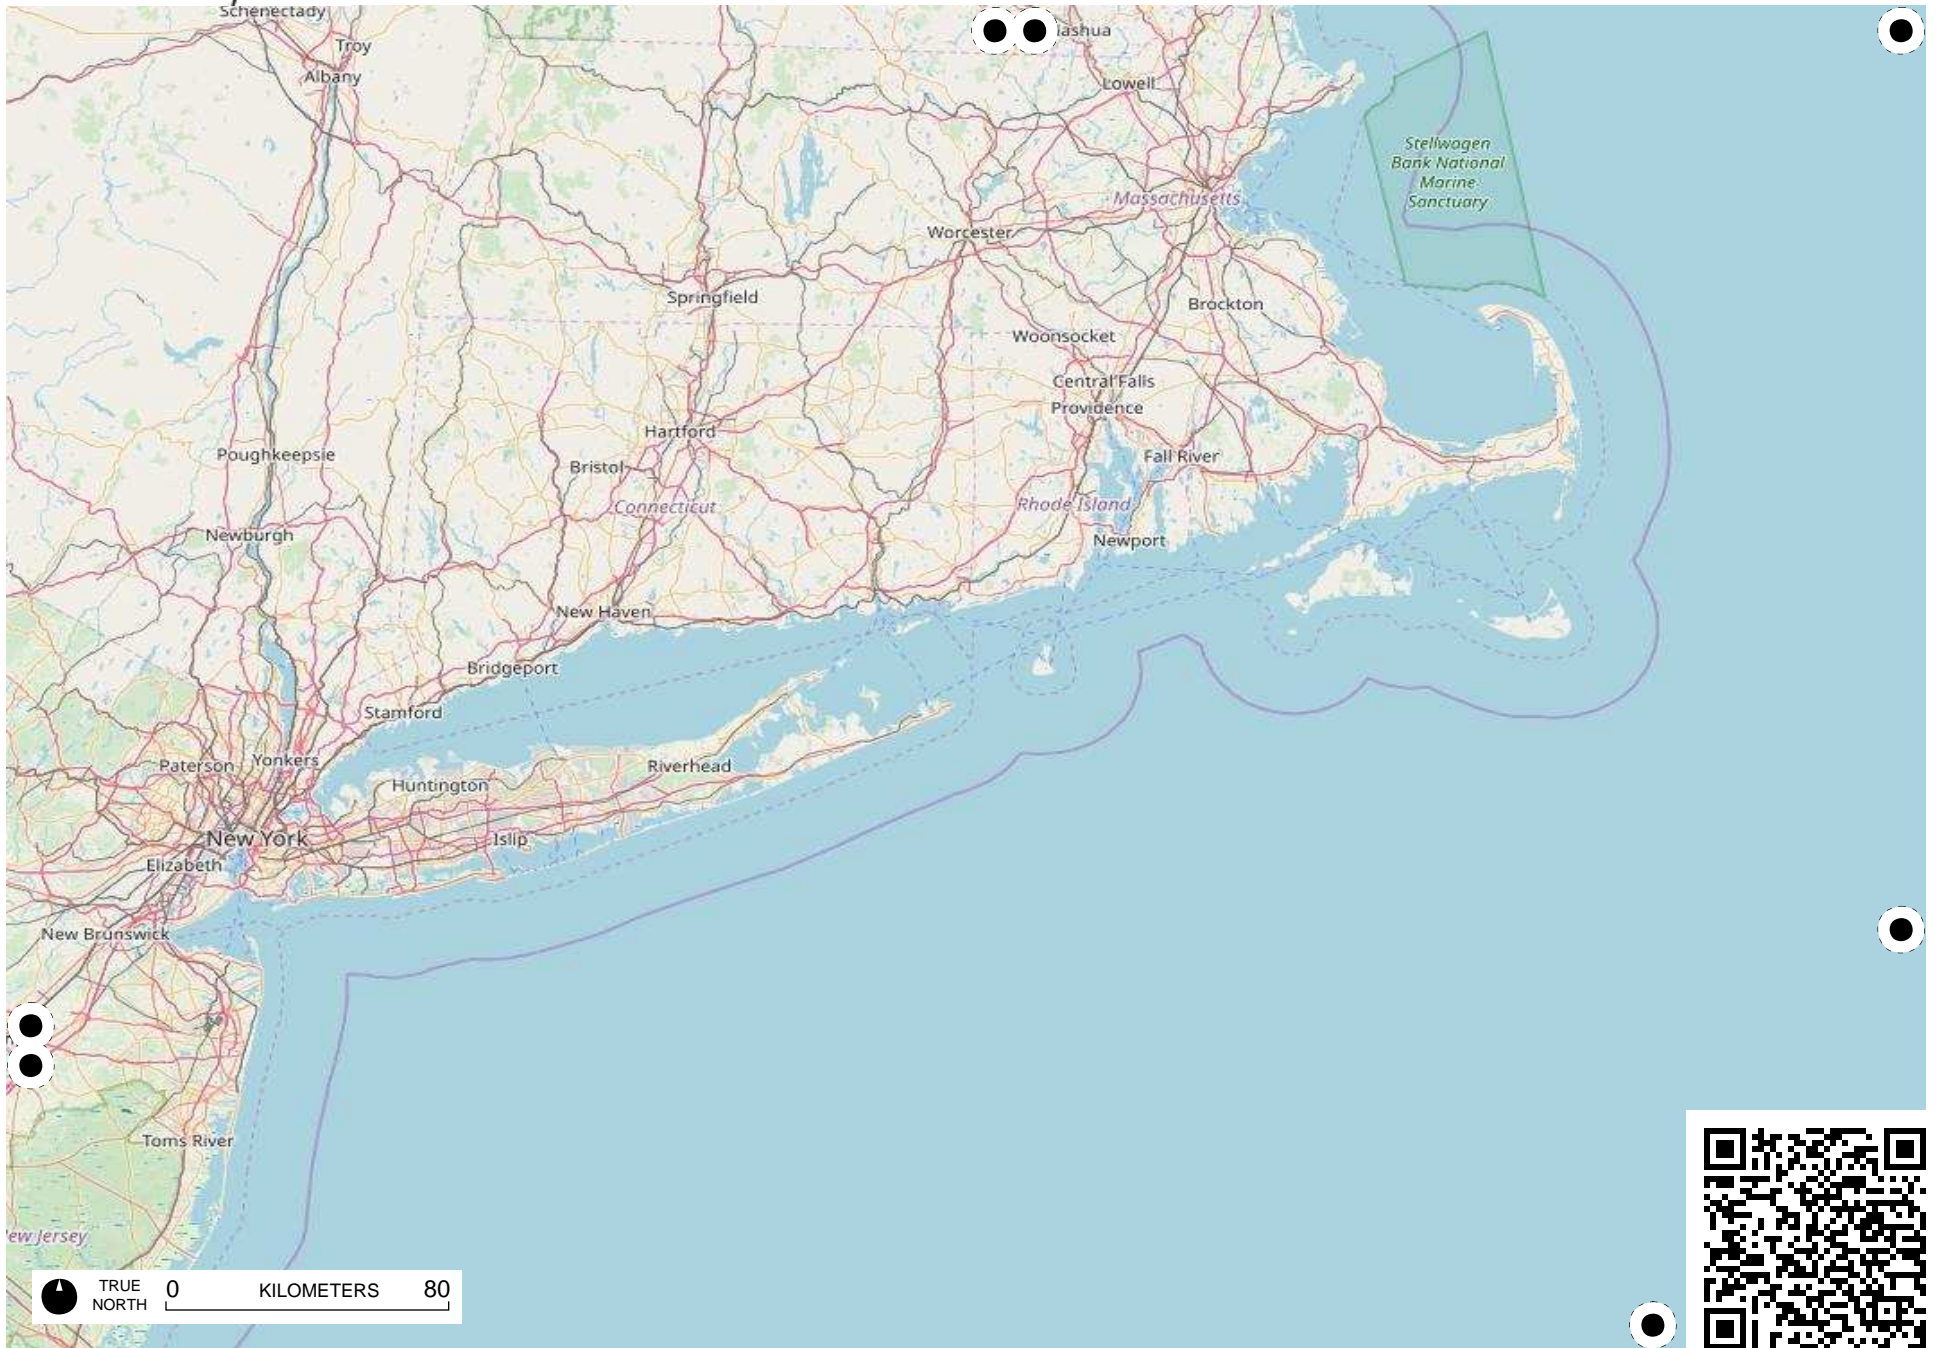 Schenectady
Troy
Albany
ashua
Lowell
Stellwagen
Bank National
Marine
Sanctuary
Massachusetts
Worcester
Springfield
Brockton
Woonsocket
Central Falls
Providence
Hartford
Poughkeepsie
Bristol
Fall River
Connecticut
Rhode Island
Newburgh
Newport
New Haven
Bridgeport
Stamford
Paterson
Yonkers
Riverhead
Huntington
New York
Islip
Elizabeth
New Brunswick
Toms River
ew Jersey
TRUE
NORTH
0 KILOMETERS 80